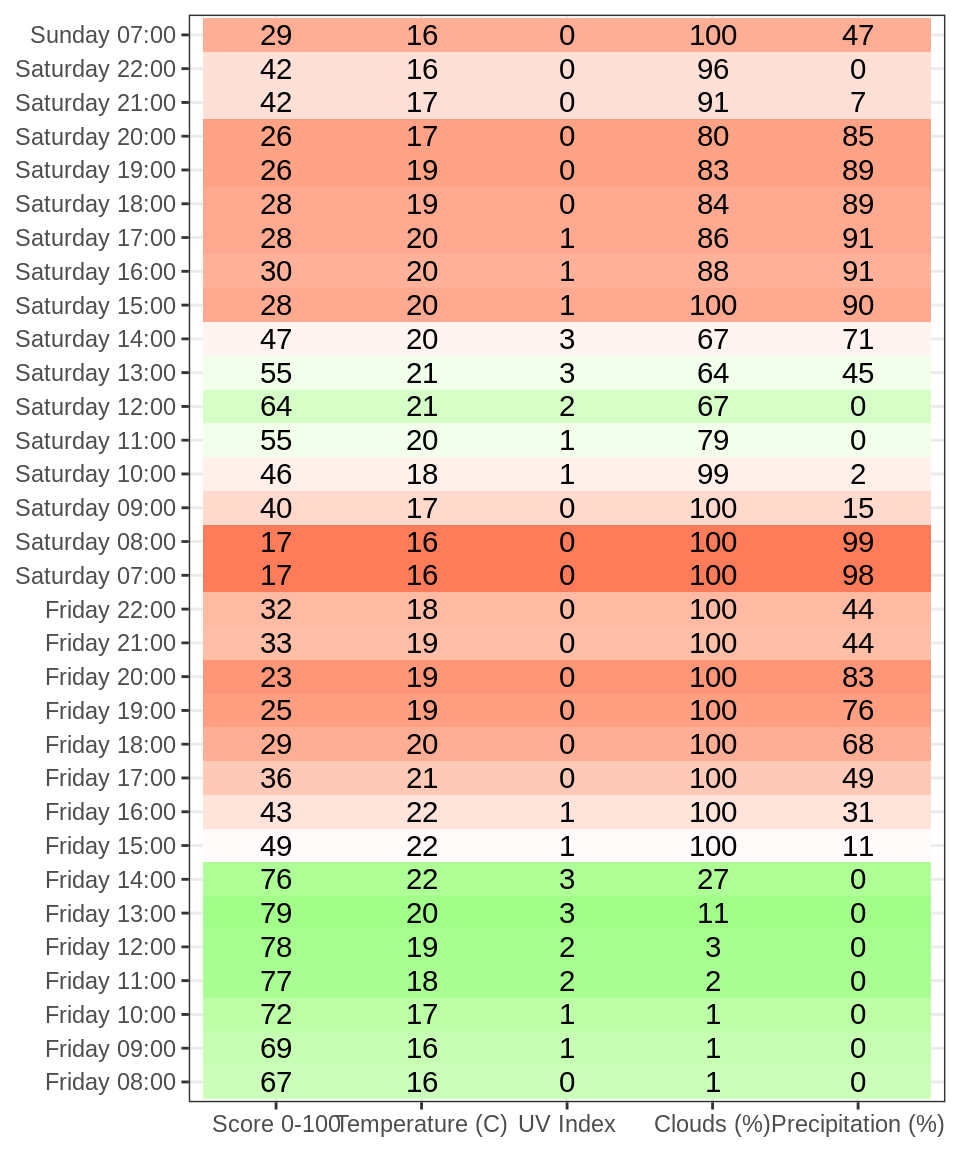 Sunday 07:00 29 16 0 100 47
Saturday 22:00 42 16 0 96 0
Saturday 21:00 42 17 0 91 7
Saturday 20:00 26 17 0 80 85
Saturday 19:00 26 19 0 83 89
Saturday 18:00 28 19 0 84 89
Saturday 17:00 28 20 1 86 91
Saturday 16:00 30 20 1 88 91
Saturday 15:00 28 20 1 100 90
Saturday 14:00 47 20 3 67 71
Saturday 13:00 55 21 3 64 45
Saturday 12:00 64 21 2 67 0
Saturday 11:00 55 20 1 79 0
Saturday 10:00 46 18 1 99 2
Saturday 09:00 40 17 0 100 15
Saturday 08:00 17 16 0 100 99
Saturday 07:00 17 16 0 100 98
Friday 22:00 32 18 0 100 44
Friday 21:00 33 19 0 100 44
Friday 20:00 23 19 0 100 83
Friday 19:00 25 19 0 100 76
Friday 18:00 29 20 0 100 68
Friday 17:00 36 21 0 100 49
Friday 16:00 43 22 1 100 31
Friday 15:00 49 22 1 100 11
Friday 14:00 76 22 3 27 0
Friday 13:00 79 20 3 11 0
Friday 12:00 78 19 2 3 0
Friday 11:00 77 18 2 2 0
Friday 10:00 72 17 1 1 0
Friday 09:00 69 16 1 1 0
Friday 08:00 67 16 0 1 0
Score 0-100 Temperature (C) UV Index Clouds (%) Precipitation (%)